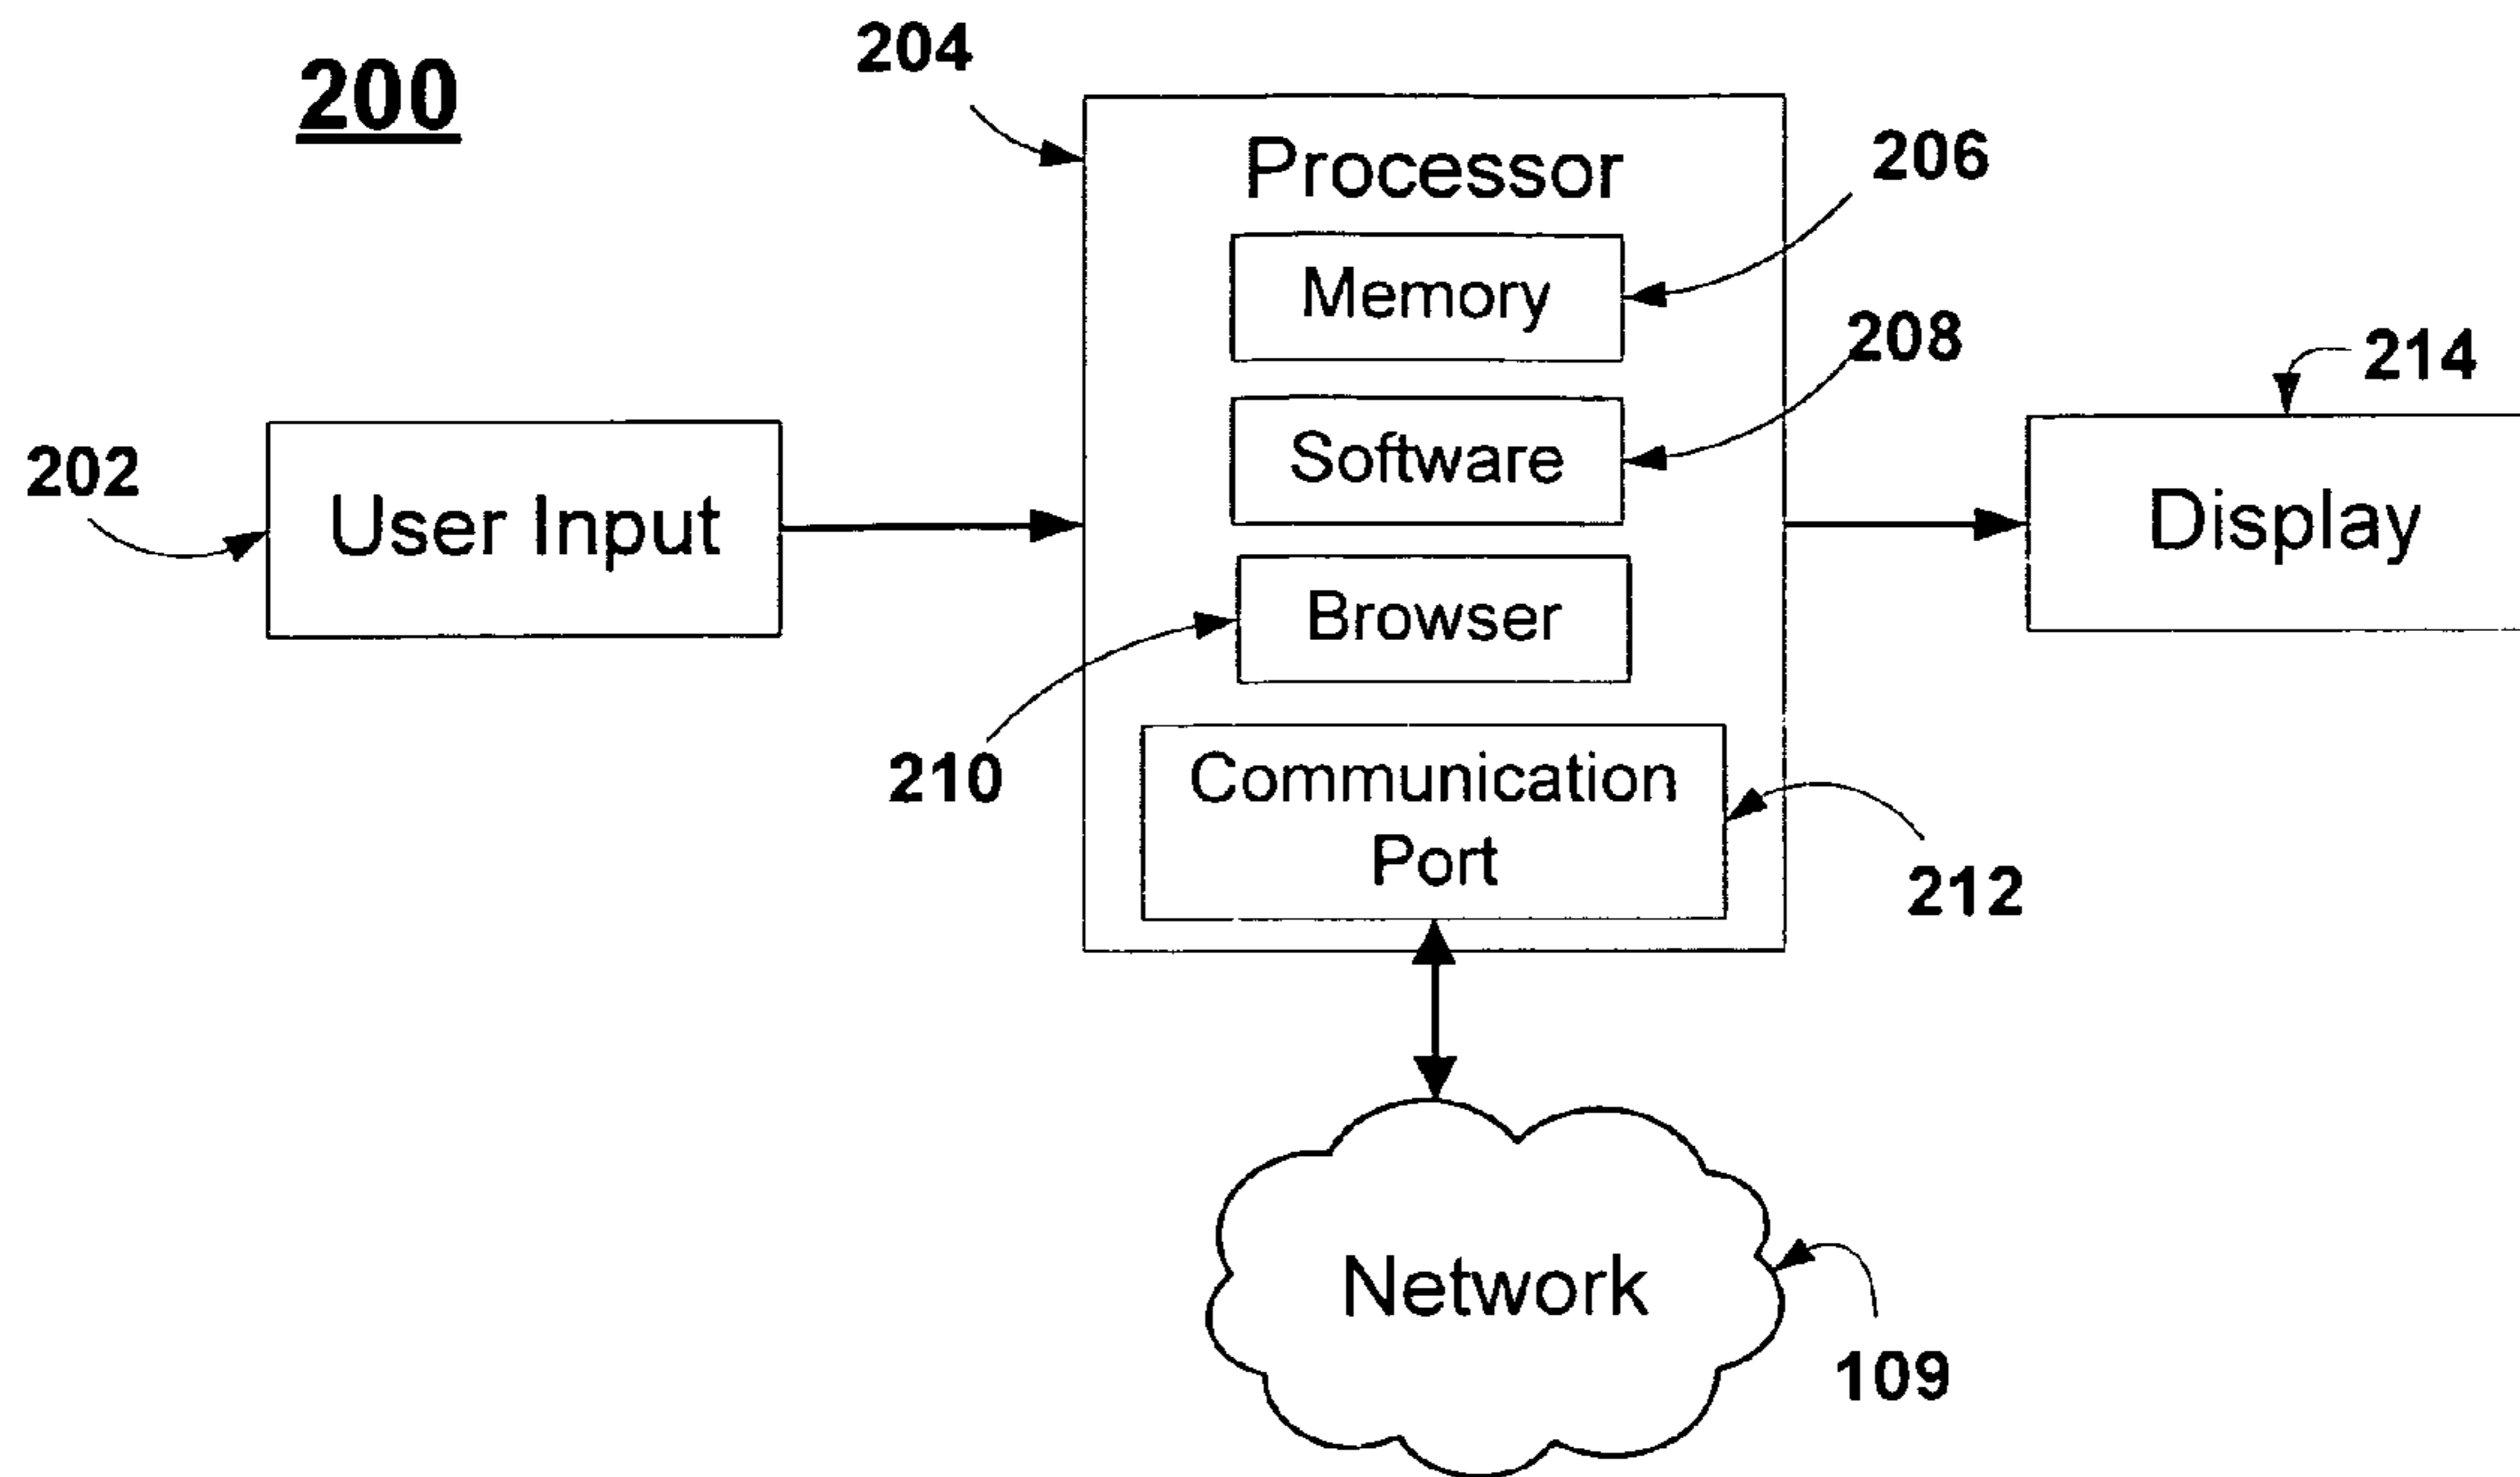 200
204
Processor
206
Memory
208
Software
214
202
User Input
Display
Browser
210
Communication
Port
212
Network
109